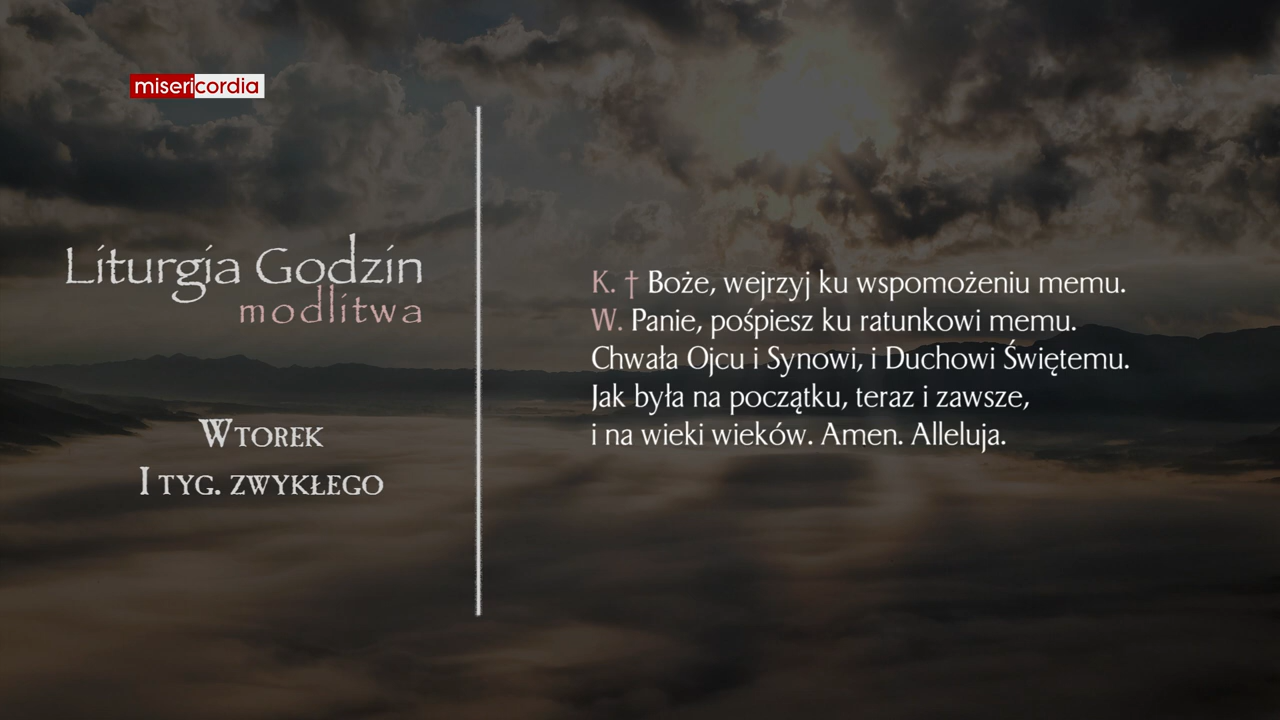 misericordia
Liturgia Godzin
modlitwa
Wtorek
I tyg. zwykłego
K. † Boże, wejrzyj ku wspomożeniu memu.
W. Panie, pośpiesz ku ratunkowi memu.
Chwała Ojcu i Synowi, i Duchowi Świętemu.
Jak była na początku, teraz i zawsze,
i na wieki wieków. Amen. Alleluja.